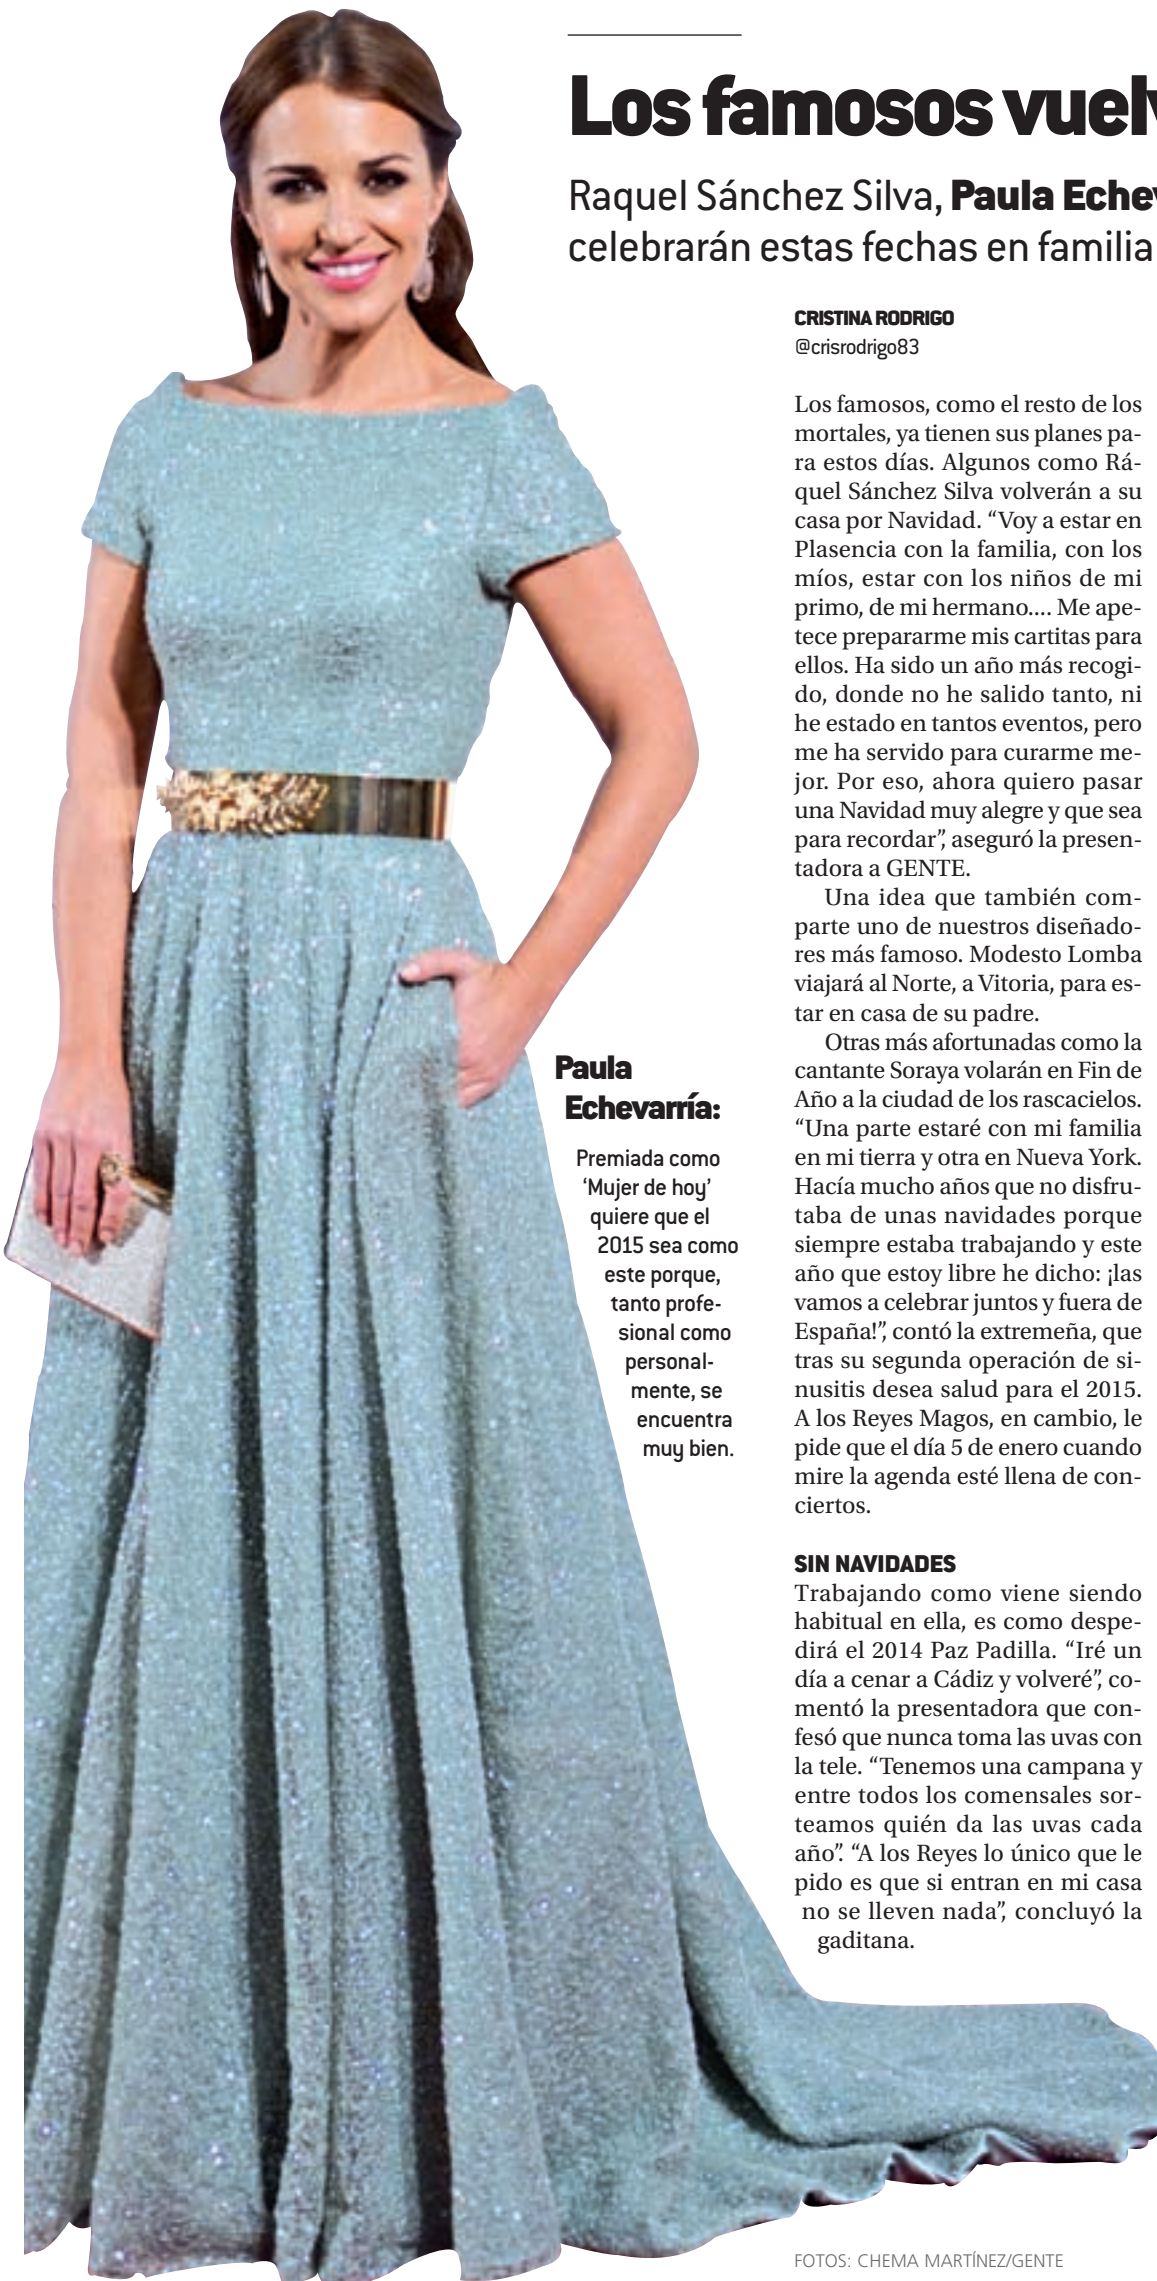 Los famosos vuelv
Raquel Sánchez Silva, Paula Echev
celebrarán estas fechas en familia
CRISTINA RODRIGO
@crisrodrigo83
Los famosos, como el resto de los
mortales, ya tienen sus planes pa-
ra estos días. Algunos como Rá-
quel Sánchez Silva volverán a su
casa por Navidad. “Voy a estar en
Plasencia con la familia, con los
míos, estar con los niños de mi
primo, de mi hermano.... Me ape-
tece prepararme mis cartitas para
ellos. Ha sido un año más recogi-
do, donde no he salido tanto, ni
he estado en tantos eventos, pero
me ha servido para curarme me-
jor. Por eso, ahora quiero pasar
una Navidad muy alegre y que sea
para recordar”, aseguró la presen-
tadora a GENTE.
Una idea que también com-
parte uno de nuestros diseñado-
res más famoso. Modesto Lomba
viajará al Norte, a Vitoria, para es-
tar en casa de su padre.
Otras más afortunadas como la
cantante Soraya volarán en Fin de
Año a la ciudad de los rascacielos.
“Una parte estaré con mi familia
en mi tierra y otra en Nueva York.
Hacía mucho años que no disfru-
taba de unas navidades porque
siempre estaba trabajando y este
año que estoy libre he dicho: ¡las
vamos a celebrar juntos y fuera de
España!”, contó la extremeña, que
tras su segunda operación de si-
nusitis desea salud para el 2015.
A los Reyes Magos, en cambio, le
pide que el día 5 de enero cuando
mire la agenda esté llena de con-
ciertos.
SIN NAVIDADES
Trabajando como viene siendo
habitual en ella, es como despe-
dirá el 2014 Paz Padilla. “Iré un
día a cenar a Cádiz y volveré”, co-
mentó la presentadora que con-
fesó que nunca toma las uvas con
la tele. “Tenemos una campana y
entre todos los comensales sor-
teamos quién da las uvas cada
año”. “A los Reyes lo único que le
pido es que si entran en mi casa
no se lleven nada”, concluyó la
gaditana.
Paula
Echevarría:
Premiada como
‘Mujer de hoy’
quiere que el
2015 sea como
este porque,
tanto profe-
sional como
personal-
mente, se
encuentra
muy bien.
FOTOS: CHEMA MARTÍNEZ/GENTE